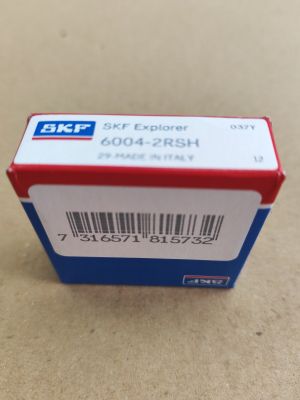 SKF
SKF Explorer
037Y
6004-2RSH
29-MADE IN ITALY
12
7 316571 815732
SKF